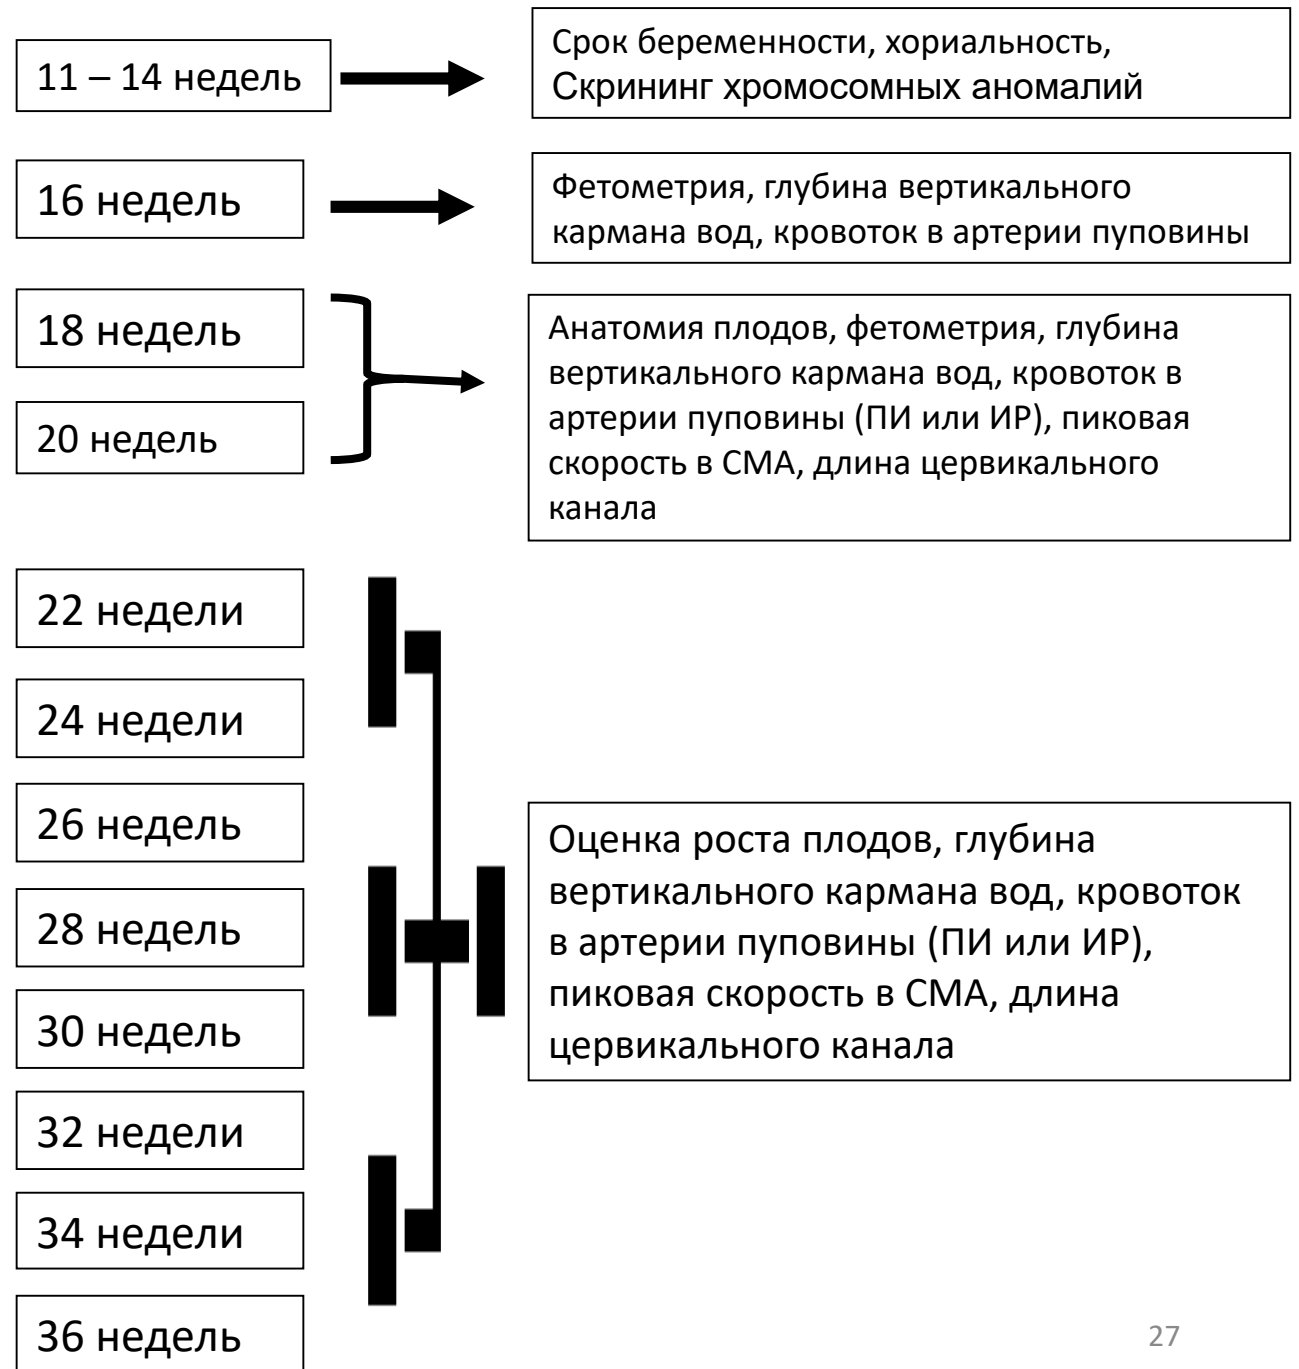 11 – 14 недель
Срок беременности, хориальность,
Скрининг хромосомных аномалий
16 недель
Фетометрия, глубина вертикального
кармана вод, кровоток в артерии пуповины
18 недель
20 недель
Анатомия плодов, фетометрия, глубина
вертикального кармана вод, кровоток в
артерии пуповины (ПИ или ИР), пиковая
скорость в СМА, длина цервикального
канала
22 недели
24 недели
26 недель
28 недель
30 недель
32 недели
34 недели
36 недель
Оценка роста плодов, глубина
вертикального кармана вод, кровоток
в артерии пуповины (ПИ или ИР),
пиковая скорость в СМА, длина
цервикального канала
27